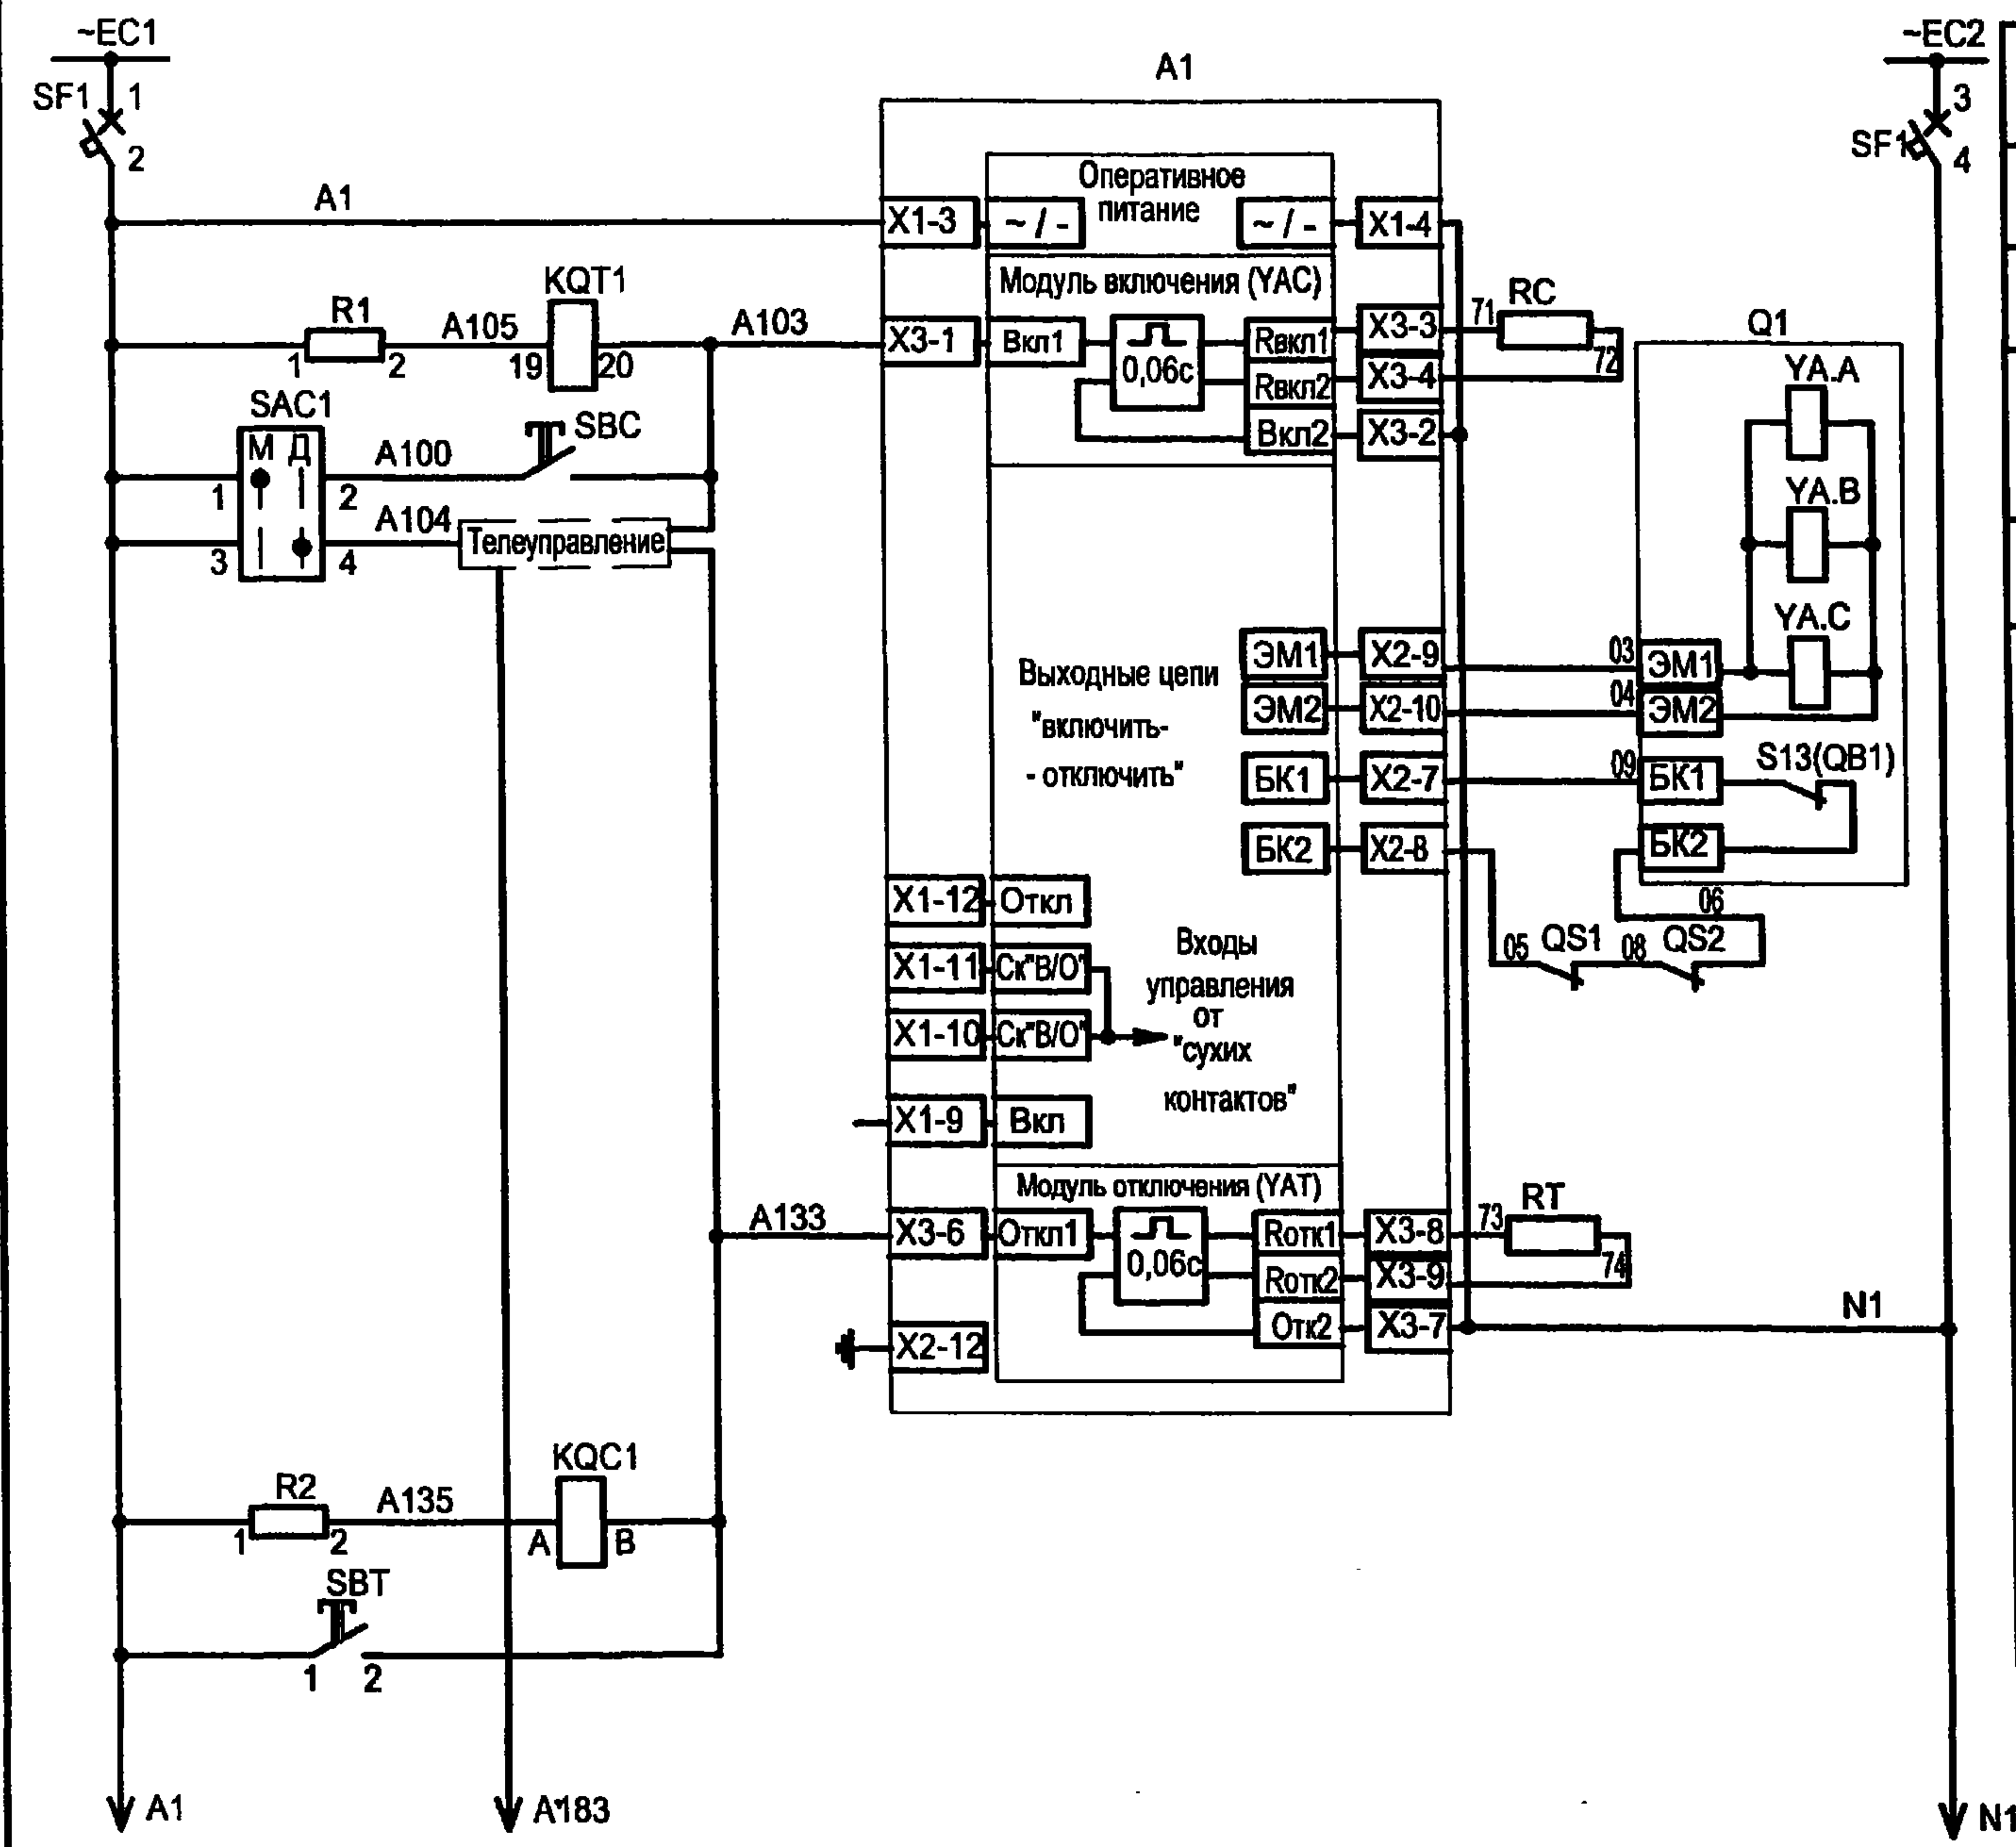 ~EC1
SF1
1
2
A1
R1
1
2
A105
KQT1
19
20
A103
SAC1
М Д
1
2
3
4
A100
SBC
A104
Телеуправление
A1
Оперативное
питание
X1-3
~ / -
~ / -
X1-4
Модуль включения (YAC)
X3-1
Вкл1
0,06с
Rвкл1
X3-3
Rвкл2
X3-4
Вкл2
X3-2
71
RC
72
Q1
YA.A
YA.B
YA.C
Выходные цепи
"включить-
- отключить"
ЭМ1
X2-9
03
ЭМ1
ЭМ2
X2-10
04
ЭМ2
БК1
X2-7
09
БК1
S13(QB1)
БК2
X2-8
БК2
06
05
QS1
08
QS2
X1-12
Откл
X1-11
Ск"В/О"
X1-10
Ск"В/О"
X1-9
Вкл
Входы
управления
от
"сухих
контактов"
Модуль отключения (YAT)
A133
X3-6
Откл1
0,06с
Rотк1
X3-8
Rотк2
X3-9
Отк2
X3-7
73
RT
74
N1
X2-12
R2
1
2
A135
KQC1
A
B
SBT
1
2
A1
A183
~EC2
3
SF1
4
N1